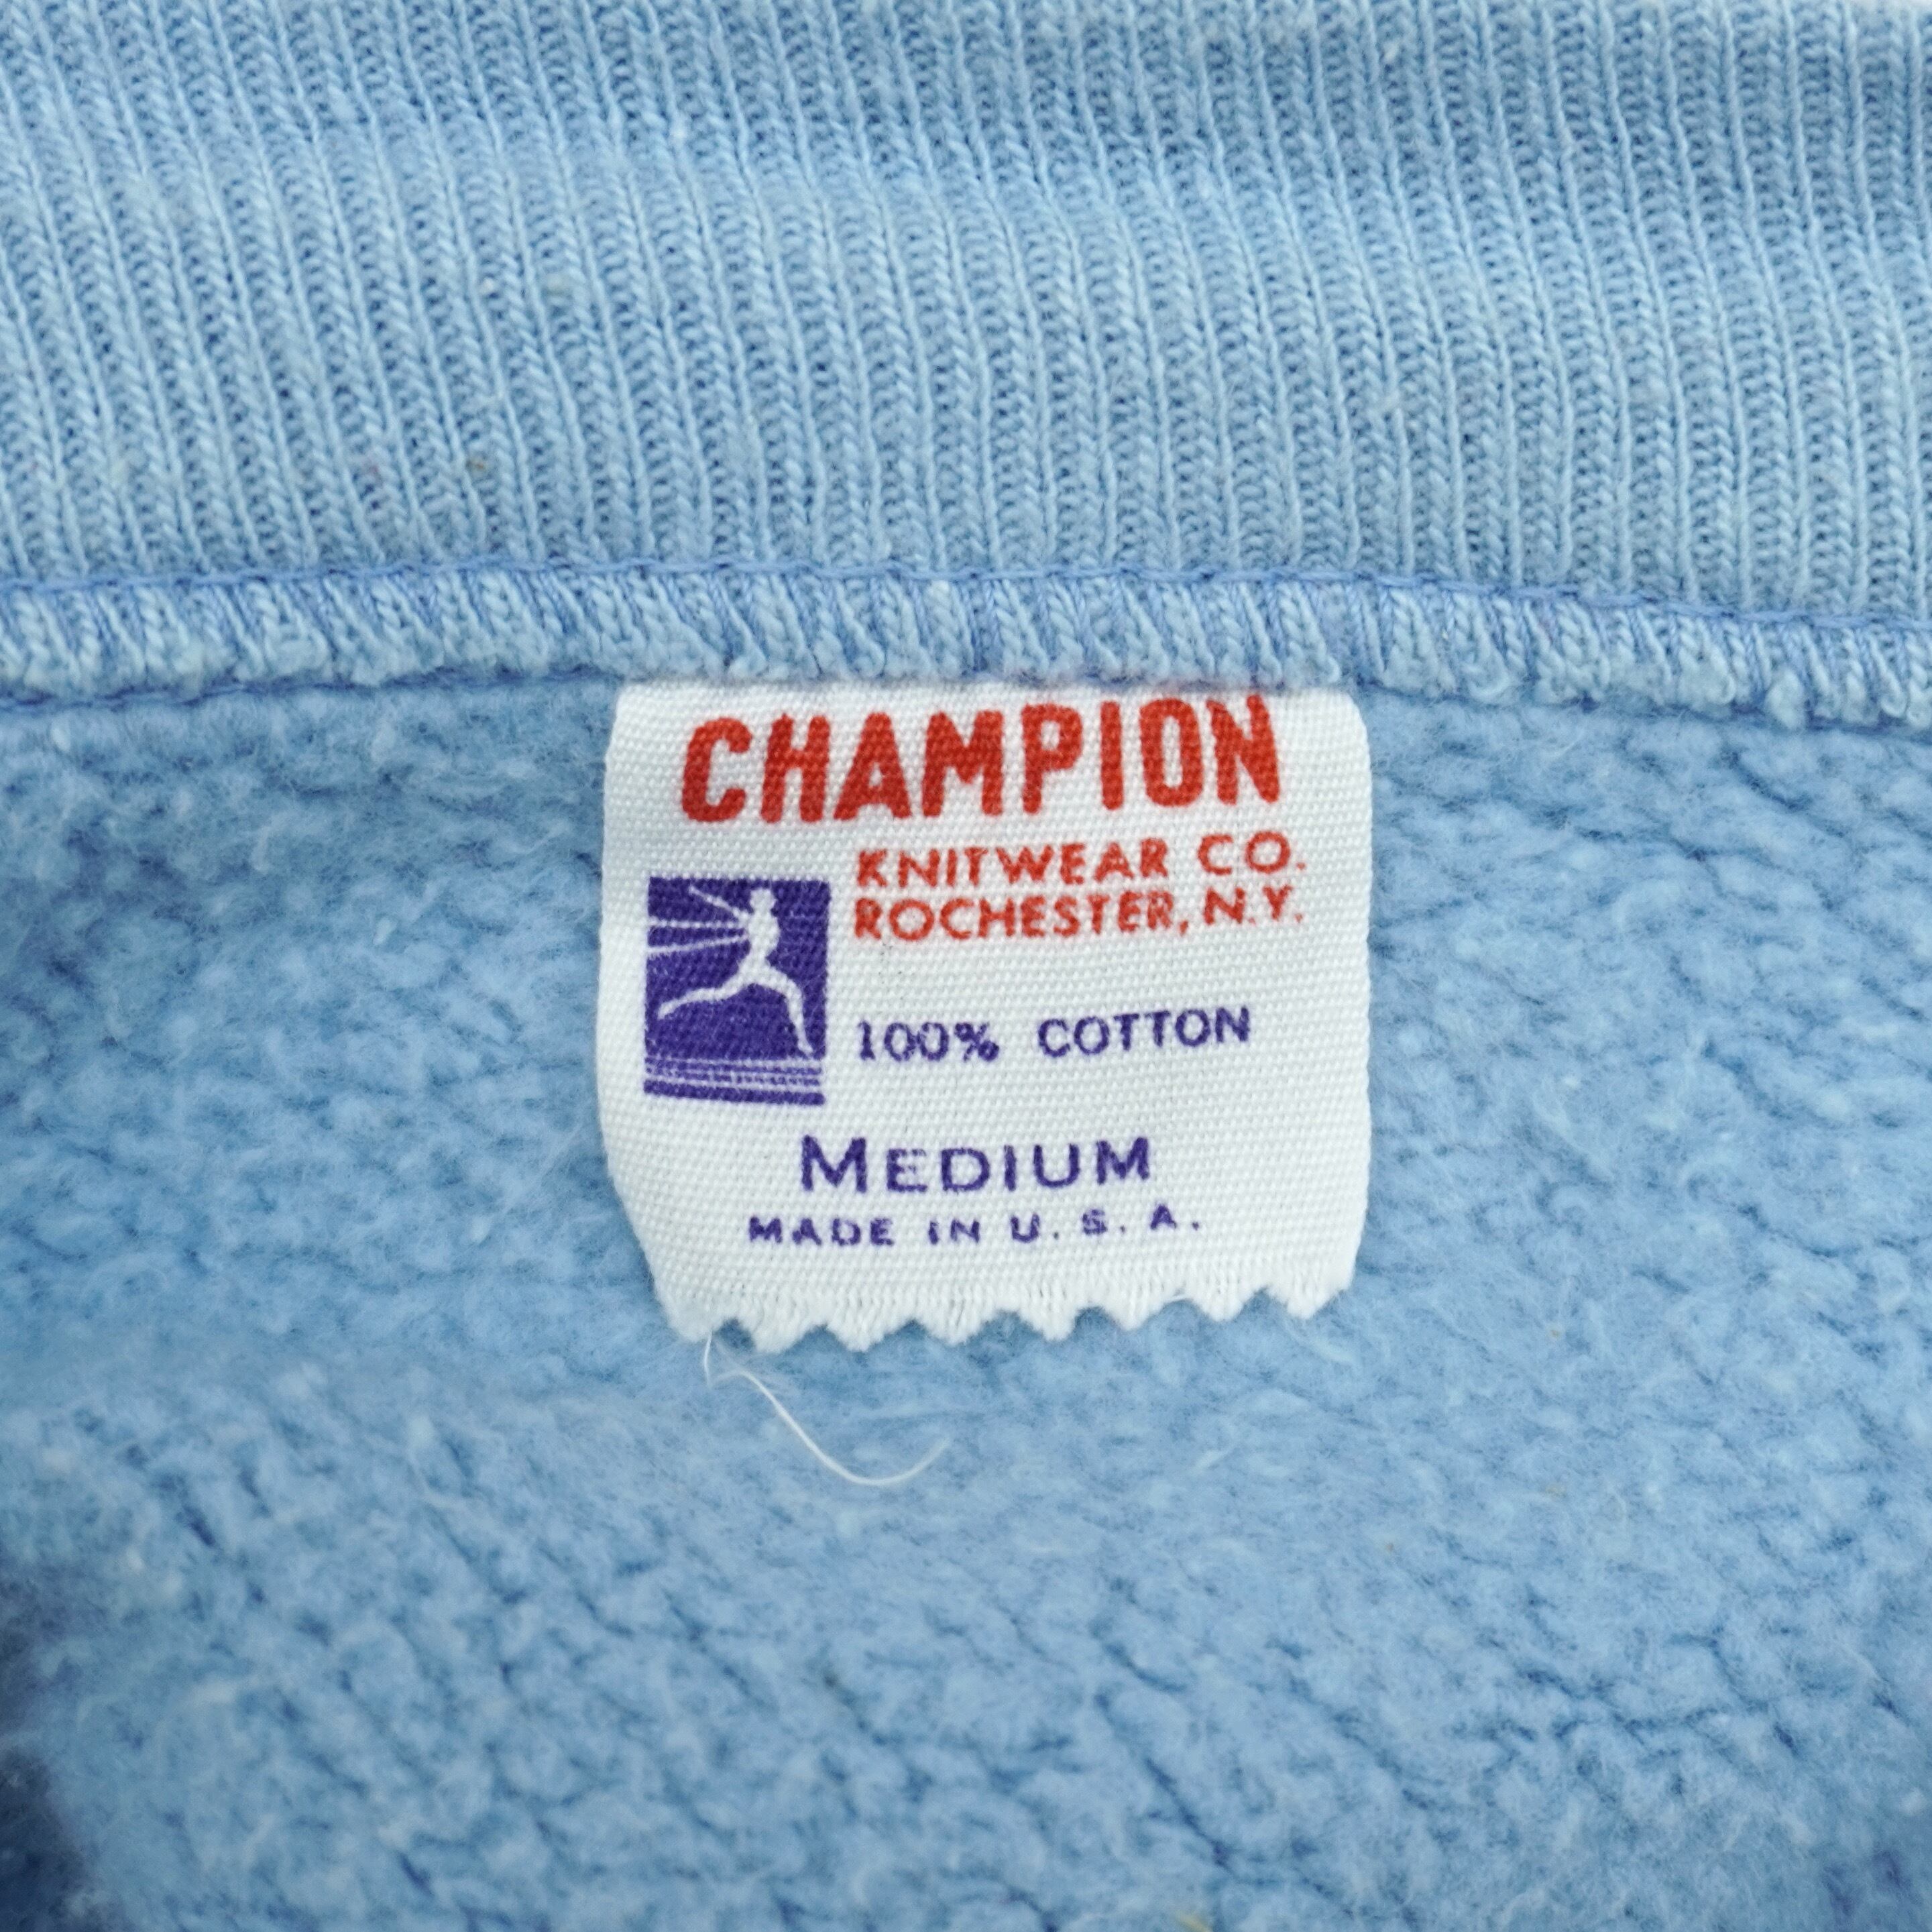 CHAMPION
KNITWEAR CO.
ROCHESTER, N.Y.
100% COTTON
MEDIUM
MADE IN U.S.A.